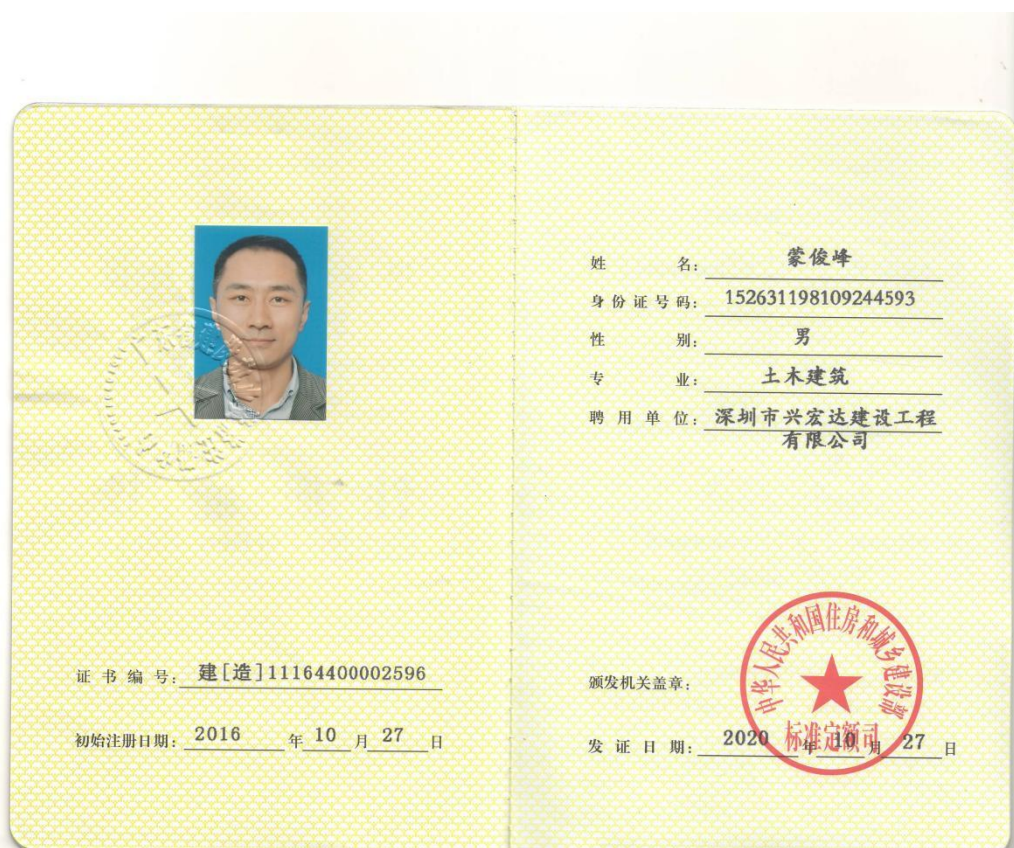 证书编号：建[造]11164400002596
初始注册日期：2016年10月27日
姓名：蒙俊峰
身份证号码：152631198109244593
性别：男
专业：土木建筑
聘用单位：深圳市兴宏达建设工程
有限公司
颁发机关盖章：
中华人民共和国住房和城乡建设部
标准定额司
发证日期：2020年10月27日